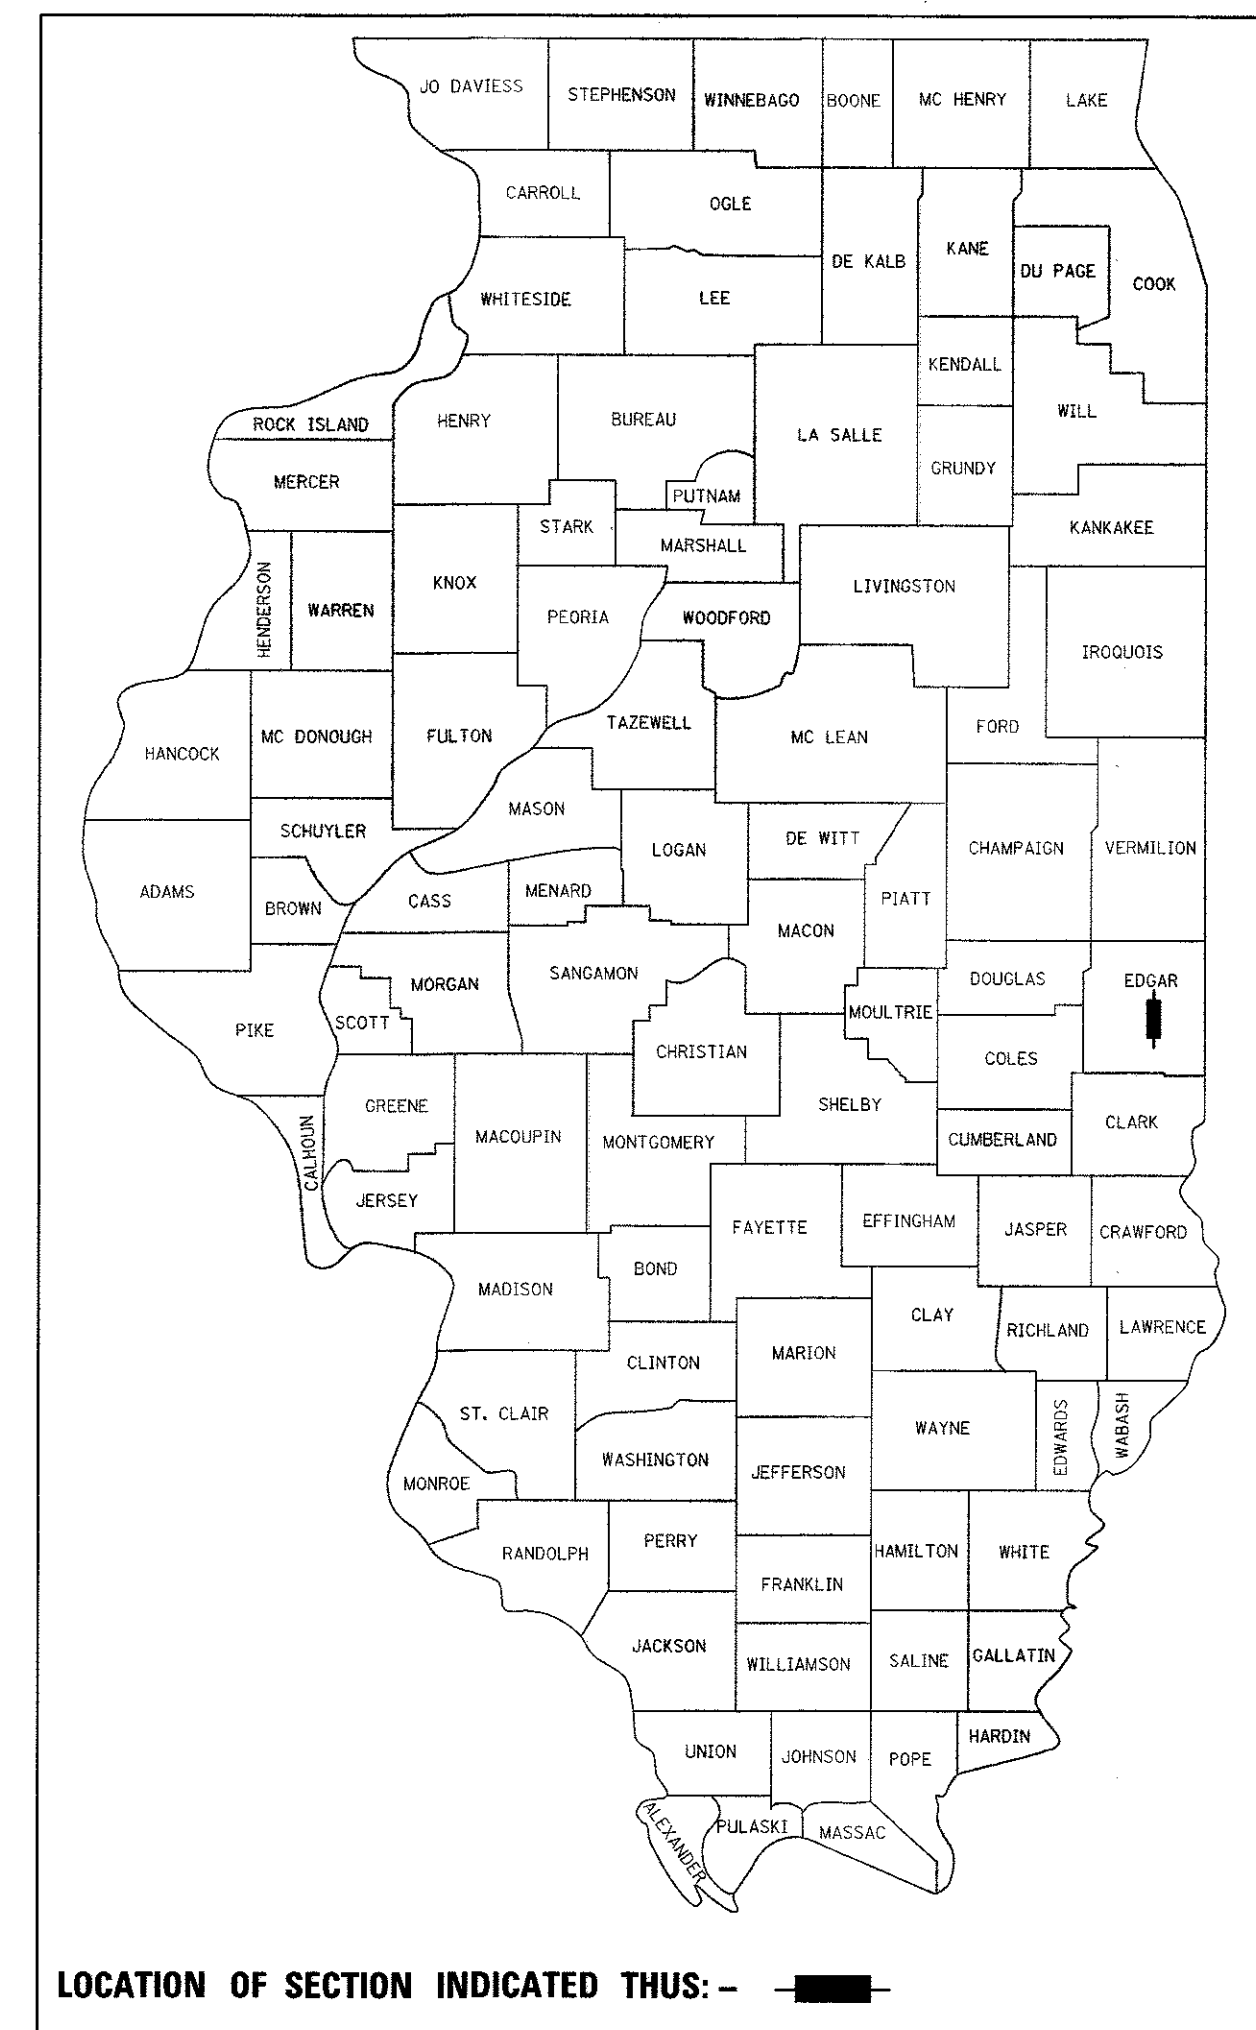 JO DAVIESS
STEPHENSON
WINNEBAGO
BOONE
MC HENRY
LAKE
CARROLL
OGLE
DE KALB
KANE
DU PAGE
COOK
WHITESIDE
LEE
KENDALL
ROCK ISLAND
HENRY
BUREAU
LA SALLE
WILL
MERCER
PUTNAM
GRUNDY
STARK
MARSHALL
KANKAKEE
HENDERSON
WARREN
KNOX
PEORIA
WOODFORD
LIVINGSTON
IROQUOIS
HANCOCK
MC DONOUGH
FULTON
TAZEWELL
MC LEAN
FORD
SCHUYLER
MASON
LOGAN
DE WITT
CHAMPAIGN
VERMILION
ADAMS
BROWN
CASS
MENARD
PIATT
MACON
PIKE
SCOTT
MORGAN
SANGAMON
CHRISTIAN
MOULTRIE
DOUGLAS
EDGAR
COLES
CALHOUN
GREENE
MACOUPIN
MONTGOMERY
SHELBY
CUMBERLAND
CLARK
JERSEY
FAYETTE
EFFINGHAM
JASPER
CRAWFORD
MADISON
BOND
CLAY
RICHLAND
LAWRENCE
CLINTON
MARION
ST. CLAIR
WASHINGTON
WAYNE
EDWARDS
WABASH
MONROE
JEFFERSON
RANDOLPH
PERRY
HAMILTON
WHITE
FRANKLIN
JACKSON
WILLIAMSON
SALINE
GALLATIN
UNION
JOHNSON
POPE
HARDIN
ALEXANDER
PULASKI
MASSAC
LOCATION OF SECTION INDICATED THUS: –